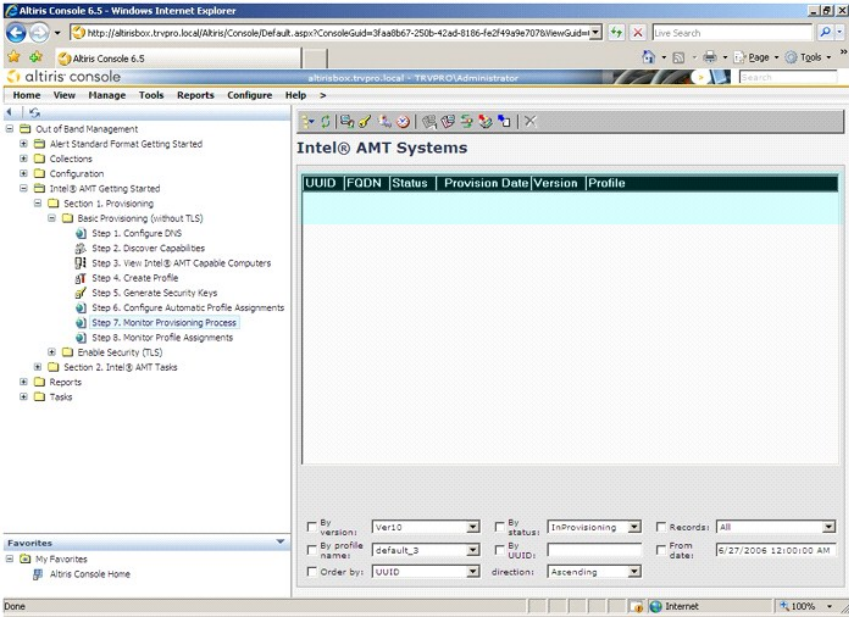 Altiris Console 6.5 - Windows Internet Explorer
http://altirisbox.trvpro.local/Altiris/Console/Default.aspx?ConsoleGuid=3faa8b67-250b-42ad-8186-fe2f49a9e707&ViewGuid=
Live Search
Altiris Console 6.5
Page
Tools
altiris console
altirisbox.trvpro.local - TRVPRO\Administrator
Search
Home View Manage Tools Reports Configure Help >
Out of Band Management
Alert Standard Format Getting Started
Collections
Configuration
Intel® AMT Getting Started
Section 1. Provisioning
Basic Provisioning (without TLS)
Step 1. Configure DNS
Step 2. Discover Capabilities
Step 3. View Intel® AMT Capable Computers
Step 4. Create Profile
Step 5. Generate Security Keys
Step 6. Configure Automatic Profile Assignments
Step 7. Monitor Provisioning Process
Step 8. Monitor Profile Assignments
Enable Security (TLS)
Section 2. Intel® AMT Tasks
Reports
Tasks
Favorites
My Favorites
Altiris Console Home
Intel® AMT Systems
UUID FQDN Status Provision Date Version Profile
By version: Ver10
By status: InProvisioning
Records: All
By profile name: default_3
By UUID:
From date: 6/27/2006 12:00:00 AM
Order by: UUID
direction: Ascending
Done
Internet
100%